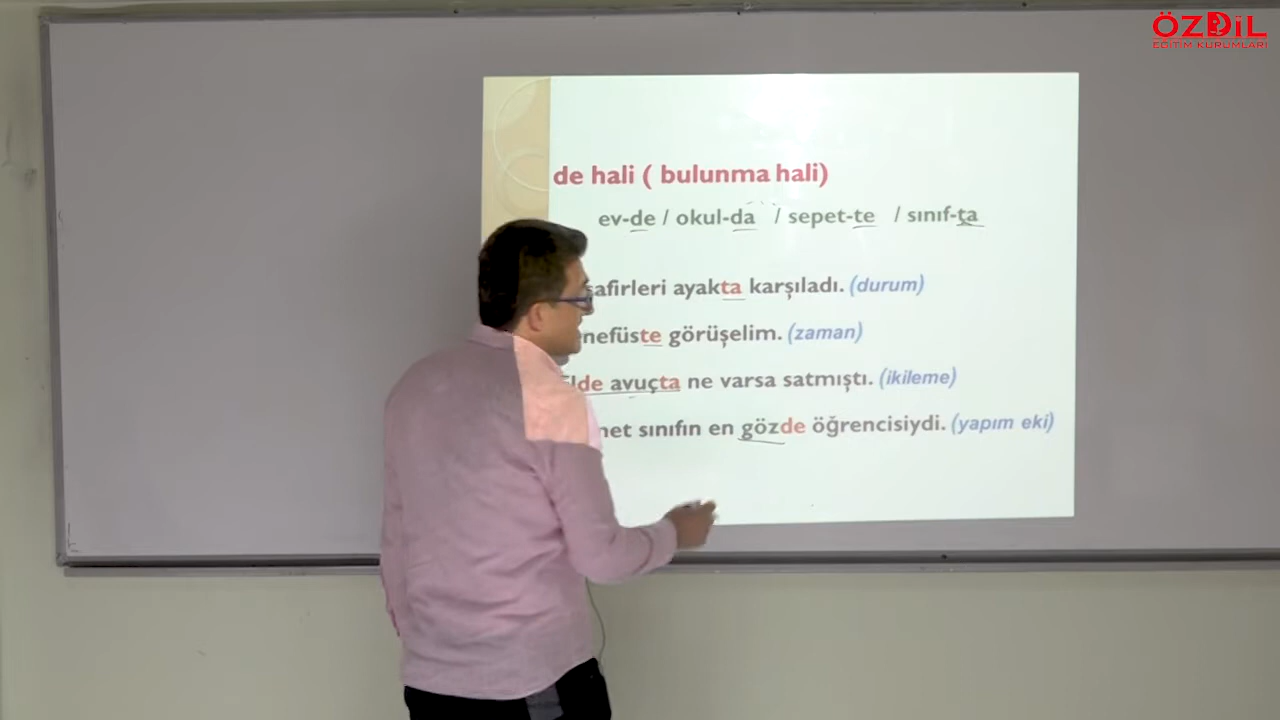 ÖZDİL
EĞİTİM KURUMLARI
de hali ( bulunma hali)
ev-de / okul-da / sepet-te / sınıf-ta
safirleri ayakta karşıladı. (durum)
nefüste görüşelim. (zaman)
lde avuçta ne varsa satmıştı. (ikileme)
net sınıfın en gözde öğrencisiydi. (yapım eki)